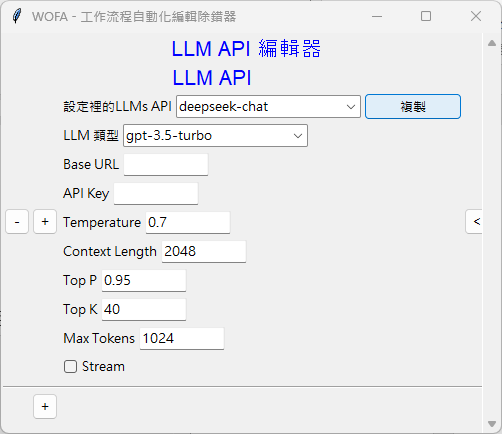 WOFA - 工作流程自動化編輯除錯器
LLM API 編輯器
LLM API
設定裡的LLMs API deepseek-chat 複製
LLM 類型 gpt-3.5-turbo
Base URL
API Key
- + Temperature 0.7 <
Context Length 2048
Top P 0.95
Top K 40
Max Tokens 1024
Stream
+